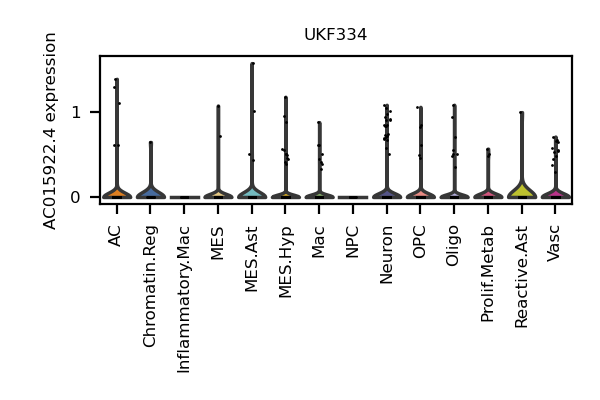 UKF334
AC015922.4 expression
1
0
AC
Chromatin.Reg
Inflammatory.Mac
MES
MES.Ast
MES.Hyp
Mac
NPC
Neuron
OPC
Oligo
Prolif.Metab
Reactive.Ast
Vasc